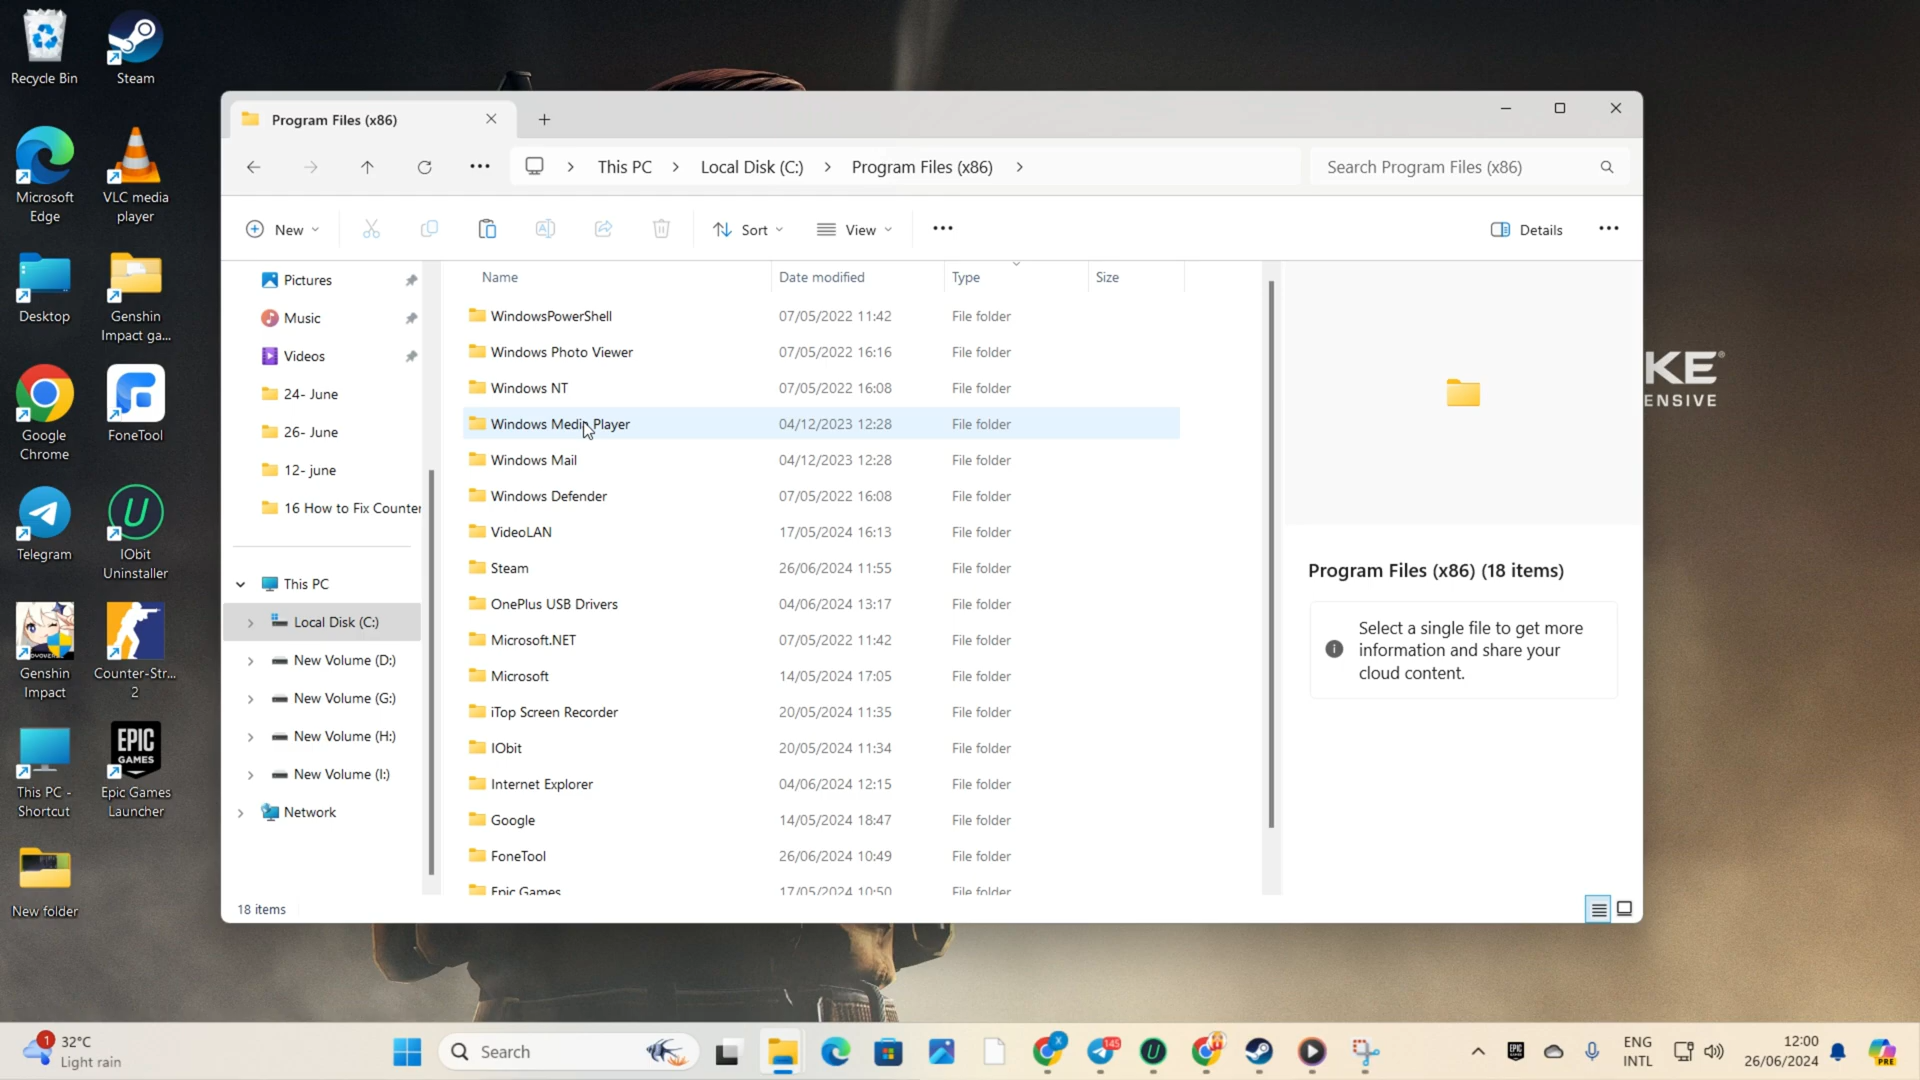 Recycle Bin
Steam
Microsoft
Edge
VLC media
player
Desktop
Genshin
Impact ga...
Google
Chrome
FoneTool
Telegram
IObit
Uninstaller
Genshin
Impact
Counter-Str...
2
This PC -
Shortcut
EPIC
GAMES
Epic Games
Launcher
New folder
Program Files (x86)
This PC
Local Disk (C:)
Program Files (x86)
Search Program Files (x86)
New
Sort
View
Details
Pictures
Music
Videos
24- June
26- June
12- june
16 How to Fix Counter
This PC
Local Disk (C:)
New Volume (D:)
New Volume (G:)
New Volume (H:)
New Volume (I:)
Network
Name Date modified Type Size
WindowsPowerShell 07/05/2022 11:42 File folder
Windows Photo Viewer 07/05/2022 16:16 File folder
Windows NT 07/05/2022 16:08 File folder
Windows Media Player 04/12/2023 12:28 File folder
Windows Mail 04/12/2023 12:28 File folder
Windows Defender 07/05/2022 16:08 File folder
VideoLAN 17/05/2024 16:13 File folder
Steam 26/06/2024 11:55 File folder
OnePlus USB Drivers 04/06/2024 13:17 File folder
Microsoft.NET 07/05/2022 11:42 File folder
Microsoft 14/05/2024 17:05 File folder
iTop Screen Recorder 20/05/2024 11:35 File folder
IObit 20/05/2024 11:34 File folder
Internet Explorer 04/06/2024 12:15 File folder
Google 14/05/2024 18:47 File folder
FoneTool 26/06/2024 10:49 File folder
Epic Games 17/05/2024 10:50 File folder
Program Files (x86) (18 items)
Select a single file to get more
information and share your
cloud content.
18 items
KE®
ENSIVE
1
32°C
Light rain
Search
X
145
EPIC
ENG
INTL
12:00
26/06/2024
PRE